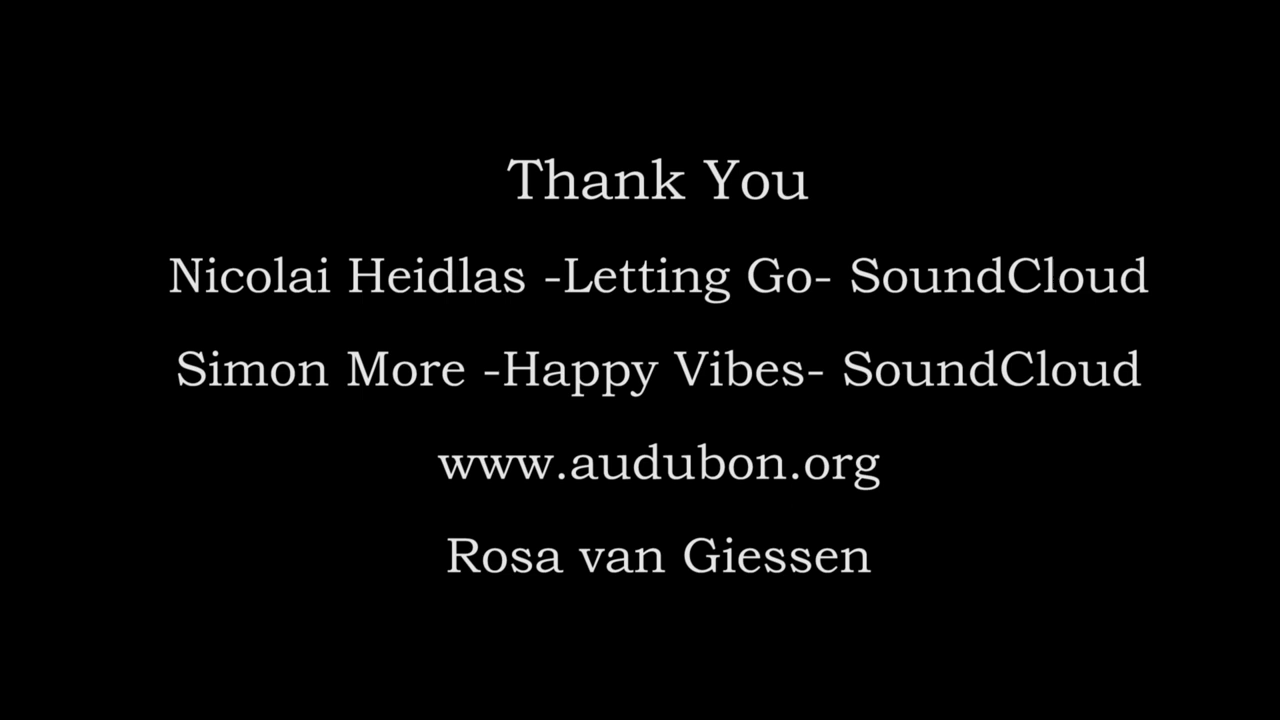 Thank You
Nicolai Heidlas -Letting Go- SoundCloud
Simon More -Happy Vibes- SoundCloud
www.audubon.org
Rosa van Giessen